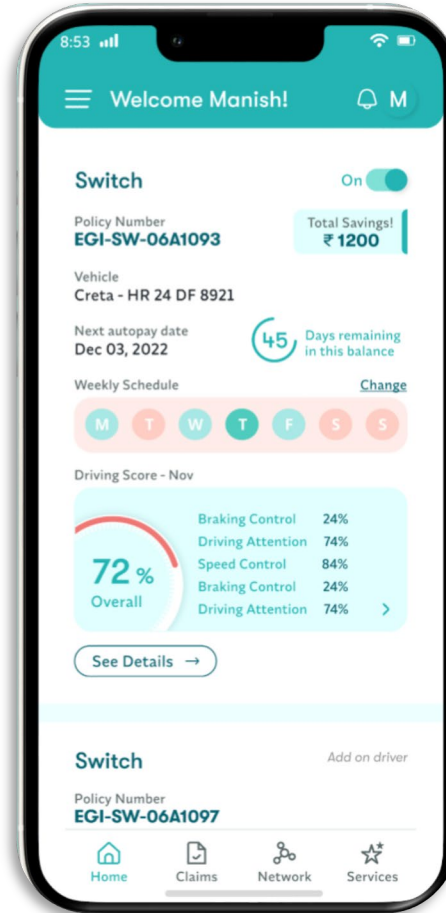 8:53
Welcome Manish!
M
Switch
On
Policy Number
EGI-SW-06A1093
Total Savings!
₹ 1200
Vehicle
Creta - HR 24 DF 8921
Next autopay date
Dec 03, 2022
45
Days remaining
in this balance
Weekly Schedule
Change
M T W T F S S
Driving Score - Nov
72 %
Overall
Braking Control 24%
Driving Attention 74%
Speed Control 84%
Braking Control 24%
Driving Attention 74%
See Details →
Switch
Add on driver
Policy Number
EGI-SW-06A1097
Home
Claims
Network
Services